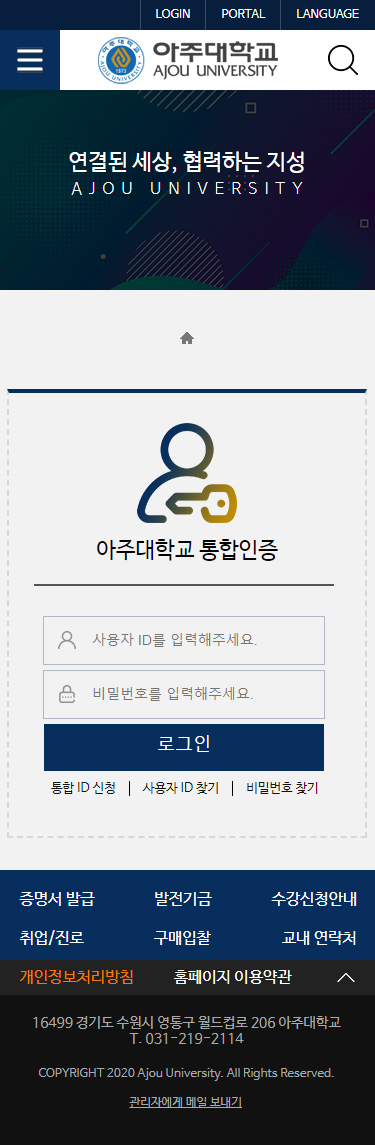 LOGIN PORTAL LANGUAGE
아주대학교
AJOU UNIVERSITY
연결된 세상, 협력하는 지성
AJOU UNIVERSITY
아주대학교 통합인증
사용자 ID를 입력해주세요.
비밀번호를 입력해주세요.
로그인
통합 ID 신청 사용자 ID 찾기 비밀번호 찾기
증명서 발급 발전기금 수강신청안내
취업/진로 구매입찰 교내 연락처
개인정보처리방침 홈페이지 이용약관
16499 경기도 수원시 영통구 월드컵로 206 아주대학교
T. 031-219-2114
COPYRIGHT 2020 Ajou University. All Rights Reserved.
관리자에게 메일 보내기